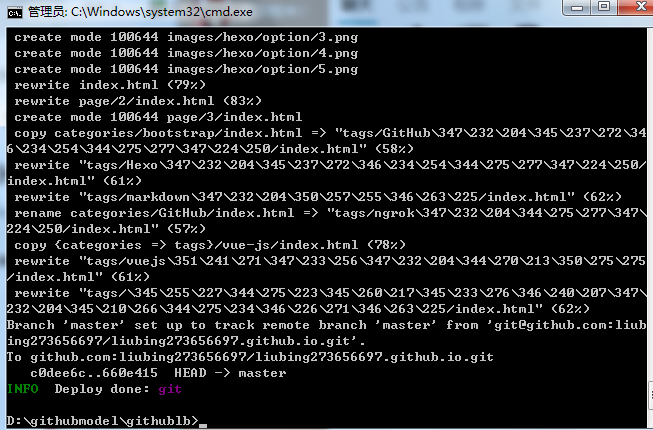 管理员: C:\Windows\system32\cmd.exe
create mode 100644 images/hexo/option/3.png
create mode 100644 images/hexo/option/4.png
create mode 100644 images/hexo/option/5.png
rewrite index.html (79%)
rewrite page/2/index.html (83%)
create mode 100644 page/3/index.html
copy categories/bootstrap/index.html => "tags/GitHub\347\232\204\345\237\272\34
6\234\254\344\275\277\347\224\250/index.html" (58%)
rewrite "tags/Hexo\347\232\204\345\237\272\346\234\254\344\275\277\347\224\250/
index.html" (61%)
rewrite "tags/markdown\347\232\204\350\257\255\346\263\225/index.html" (62%)
rename categories/GitHub/index.html => "tags/ngrok\347\232\204\344\275\277\347\
224\250/index.html" (57%)
copy {categories => tags}/vue-js/index.html (78%)
rewrite "tags/vuejs\351\241\271\347\233\256\347\232\204\344\270\213\350\275\275
/index.html" (61%)
rewrite "tags/\345\255\227\344\275\223\345\260\217\345\233\276\346\240\207\347\
232\204\345\210\266\344\275\234\346\226\271\346\263\225/index.html" (62%)
Branch 'master' set up to track remote branch 'master' from 'git@github.com:liub
ing273656697/liubing273656697.github.io.git'.
To github.com:liubing273656697/liubing273656697.github.io.git
c0dee6c..660e415 HEAD -> master
INFO Deploy done: git
D:\githubmodel\githublb>